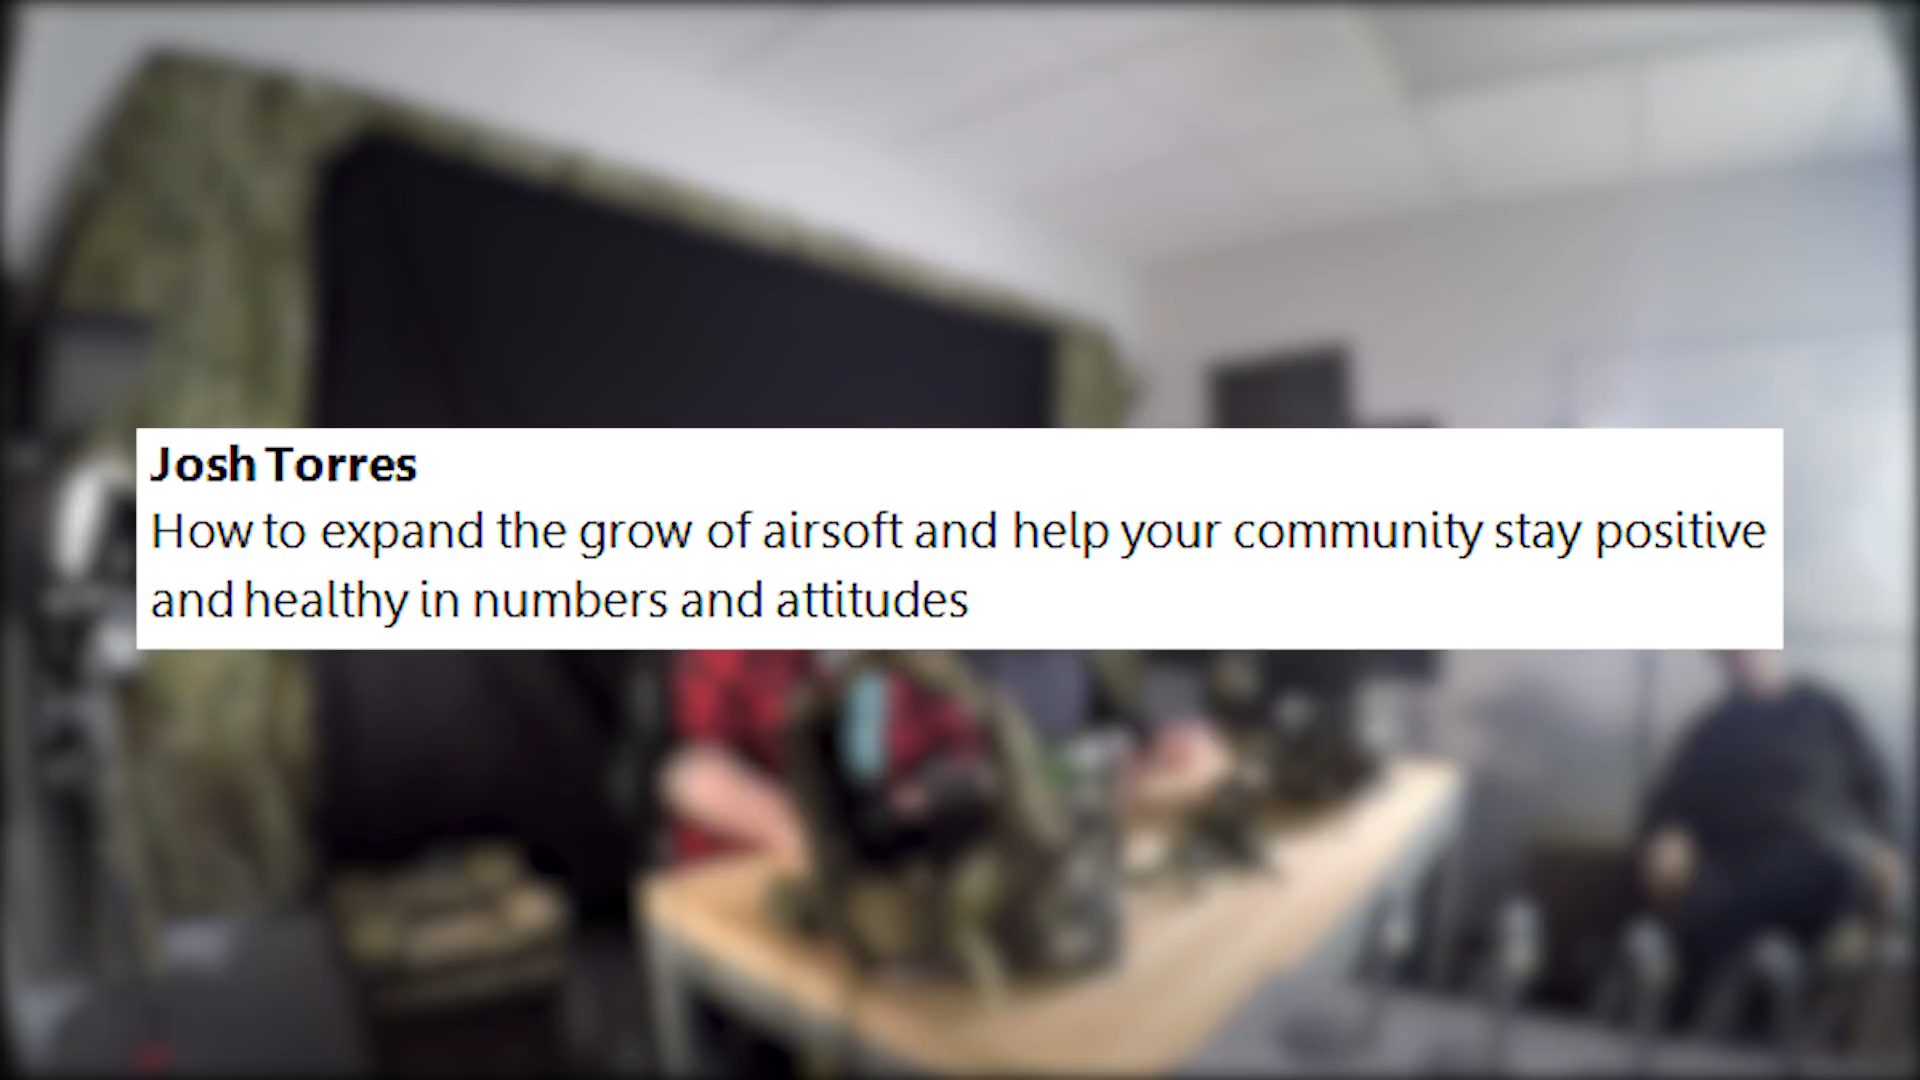 Josh Torres
How to expand the grow of airsoft and help your community stay positive
and healthy in numbers and attitudes